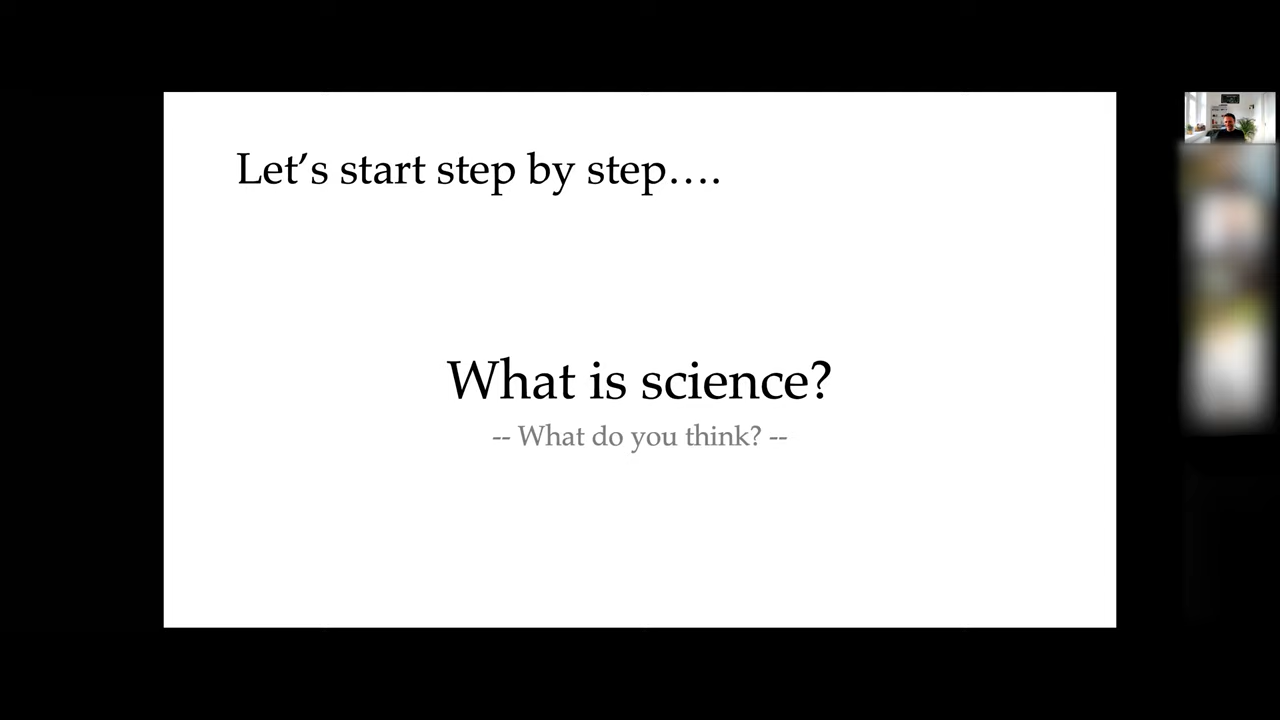 Let’s start step by step….
What is science?
-- What do you think? --